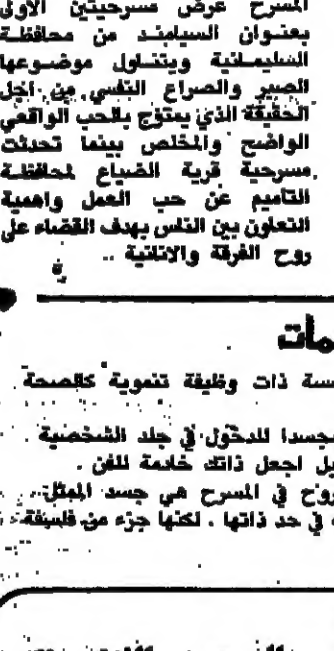 المسرح عرض مسرحيتين الاولى
بعنوان السيامند من محافظة
السليمانية ويتناول موضوعها
الصبر والصراع النفسي من اجل
الحقيقة الذي يمتزج بالحب الواقعي
الواضح والمخلص بينما تحدثت
مسرحية قرية الضياع لمحافظة
التاميم عن حب العمل واهمية
التعاون بين الناس بهدف القضاء على
روح الفرقة والانانية ..
مات
سسة ذات وظيفة تنموية كالصحة
جسدا للدخول في جلد الشخصية .
بل اجعل ذاتك خادمة للفن .
روح في المسرح هي جسد الممثل
في حد ذاتها . لكنها جزء من فلسفة